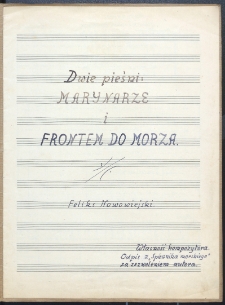 Dwie pieśni:
MARYNARZE
i
FRONTEM DO MORZA.
Feliks Nowowiejski.
Własność kompozytora.
Odpis z „Śpiewnika morskiego"
za zezwoleniem autora.